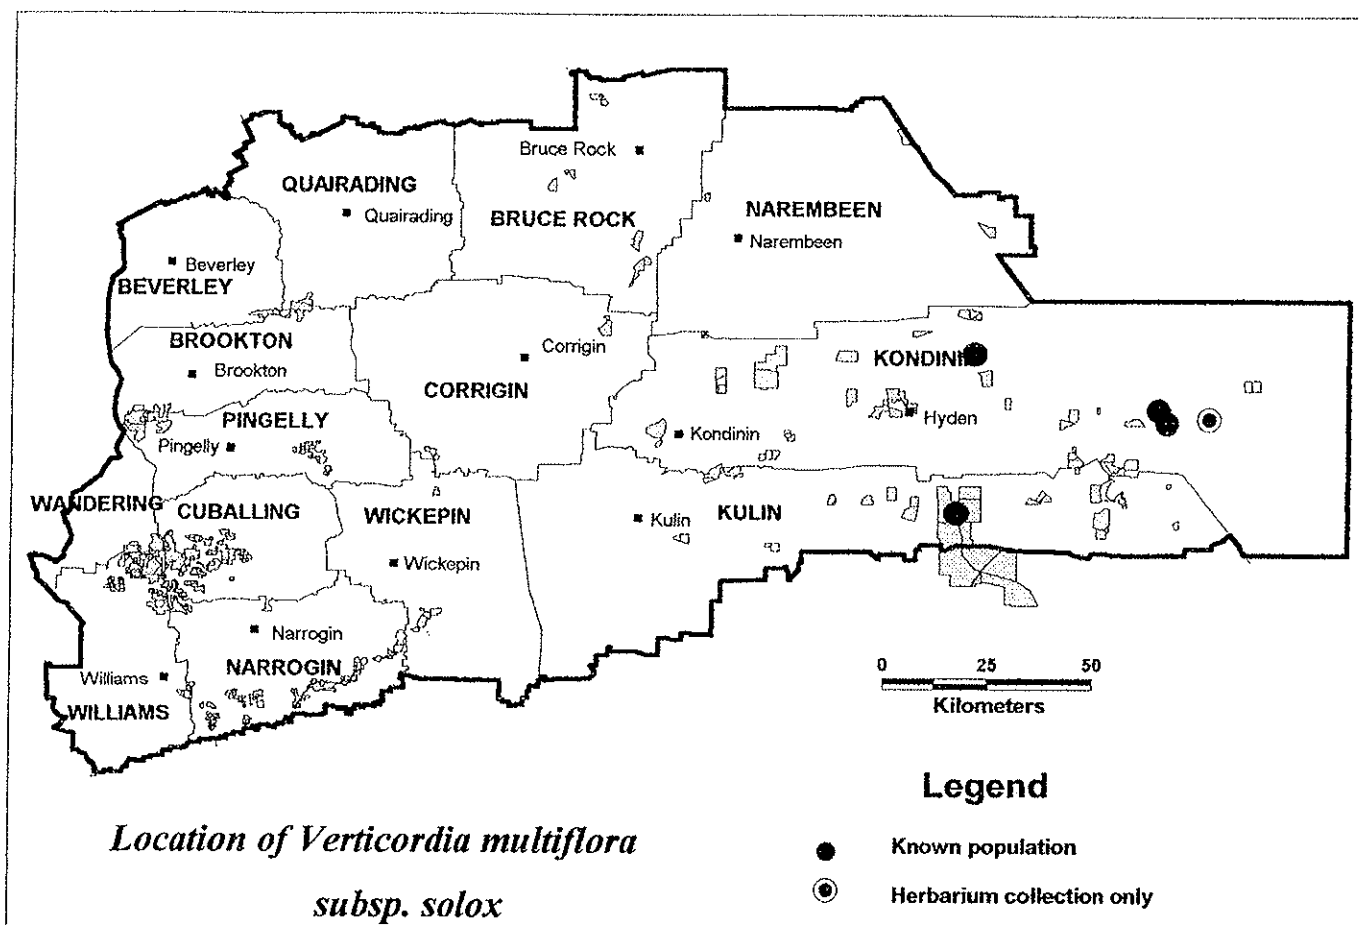 Bruce Rock
QUAIRADING
Quairading
BRUCE ROCK
NAREMBEEN
Narembeen
Beverley
BEVERLEY
BROOKTON
Brookton
Corrigin
CORRIGIN
KONDININ
Hyden
PINGELLY
Pingelly
Kondinin
WANDERING
CUBALLING
WICKEPIN
Kulin
KULIN
Wickepin
Narrogin
NARROGIN
Williams
WILLIAMS
0 25 50
Kilometers
Legend
Known population
Herbarium collection only
Location of Verticordia multiflora
subsp. solox